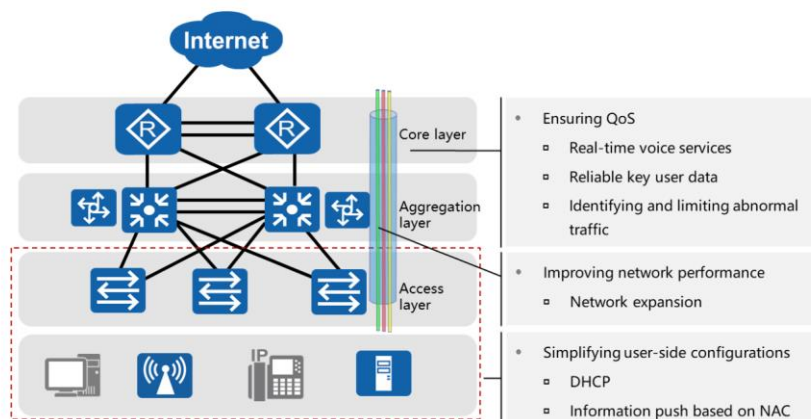 Internet
R
R
Core layer
Aggregation
layer
Access
layer
IP
• Ensuring QoS
▫ Real-time voice services
▫ Reliable key user data
▫ Identifying and limiting abnormal
traffic
• Improving network performance
▫ Network expansion
• Simplifying user-side configurations
▫ DHCP
▫ Information push based on NAC